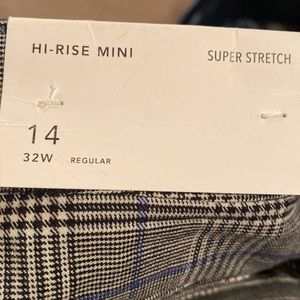 HI-RISE MINI SUPER STRETCH
14
32W REGULAR